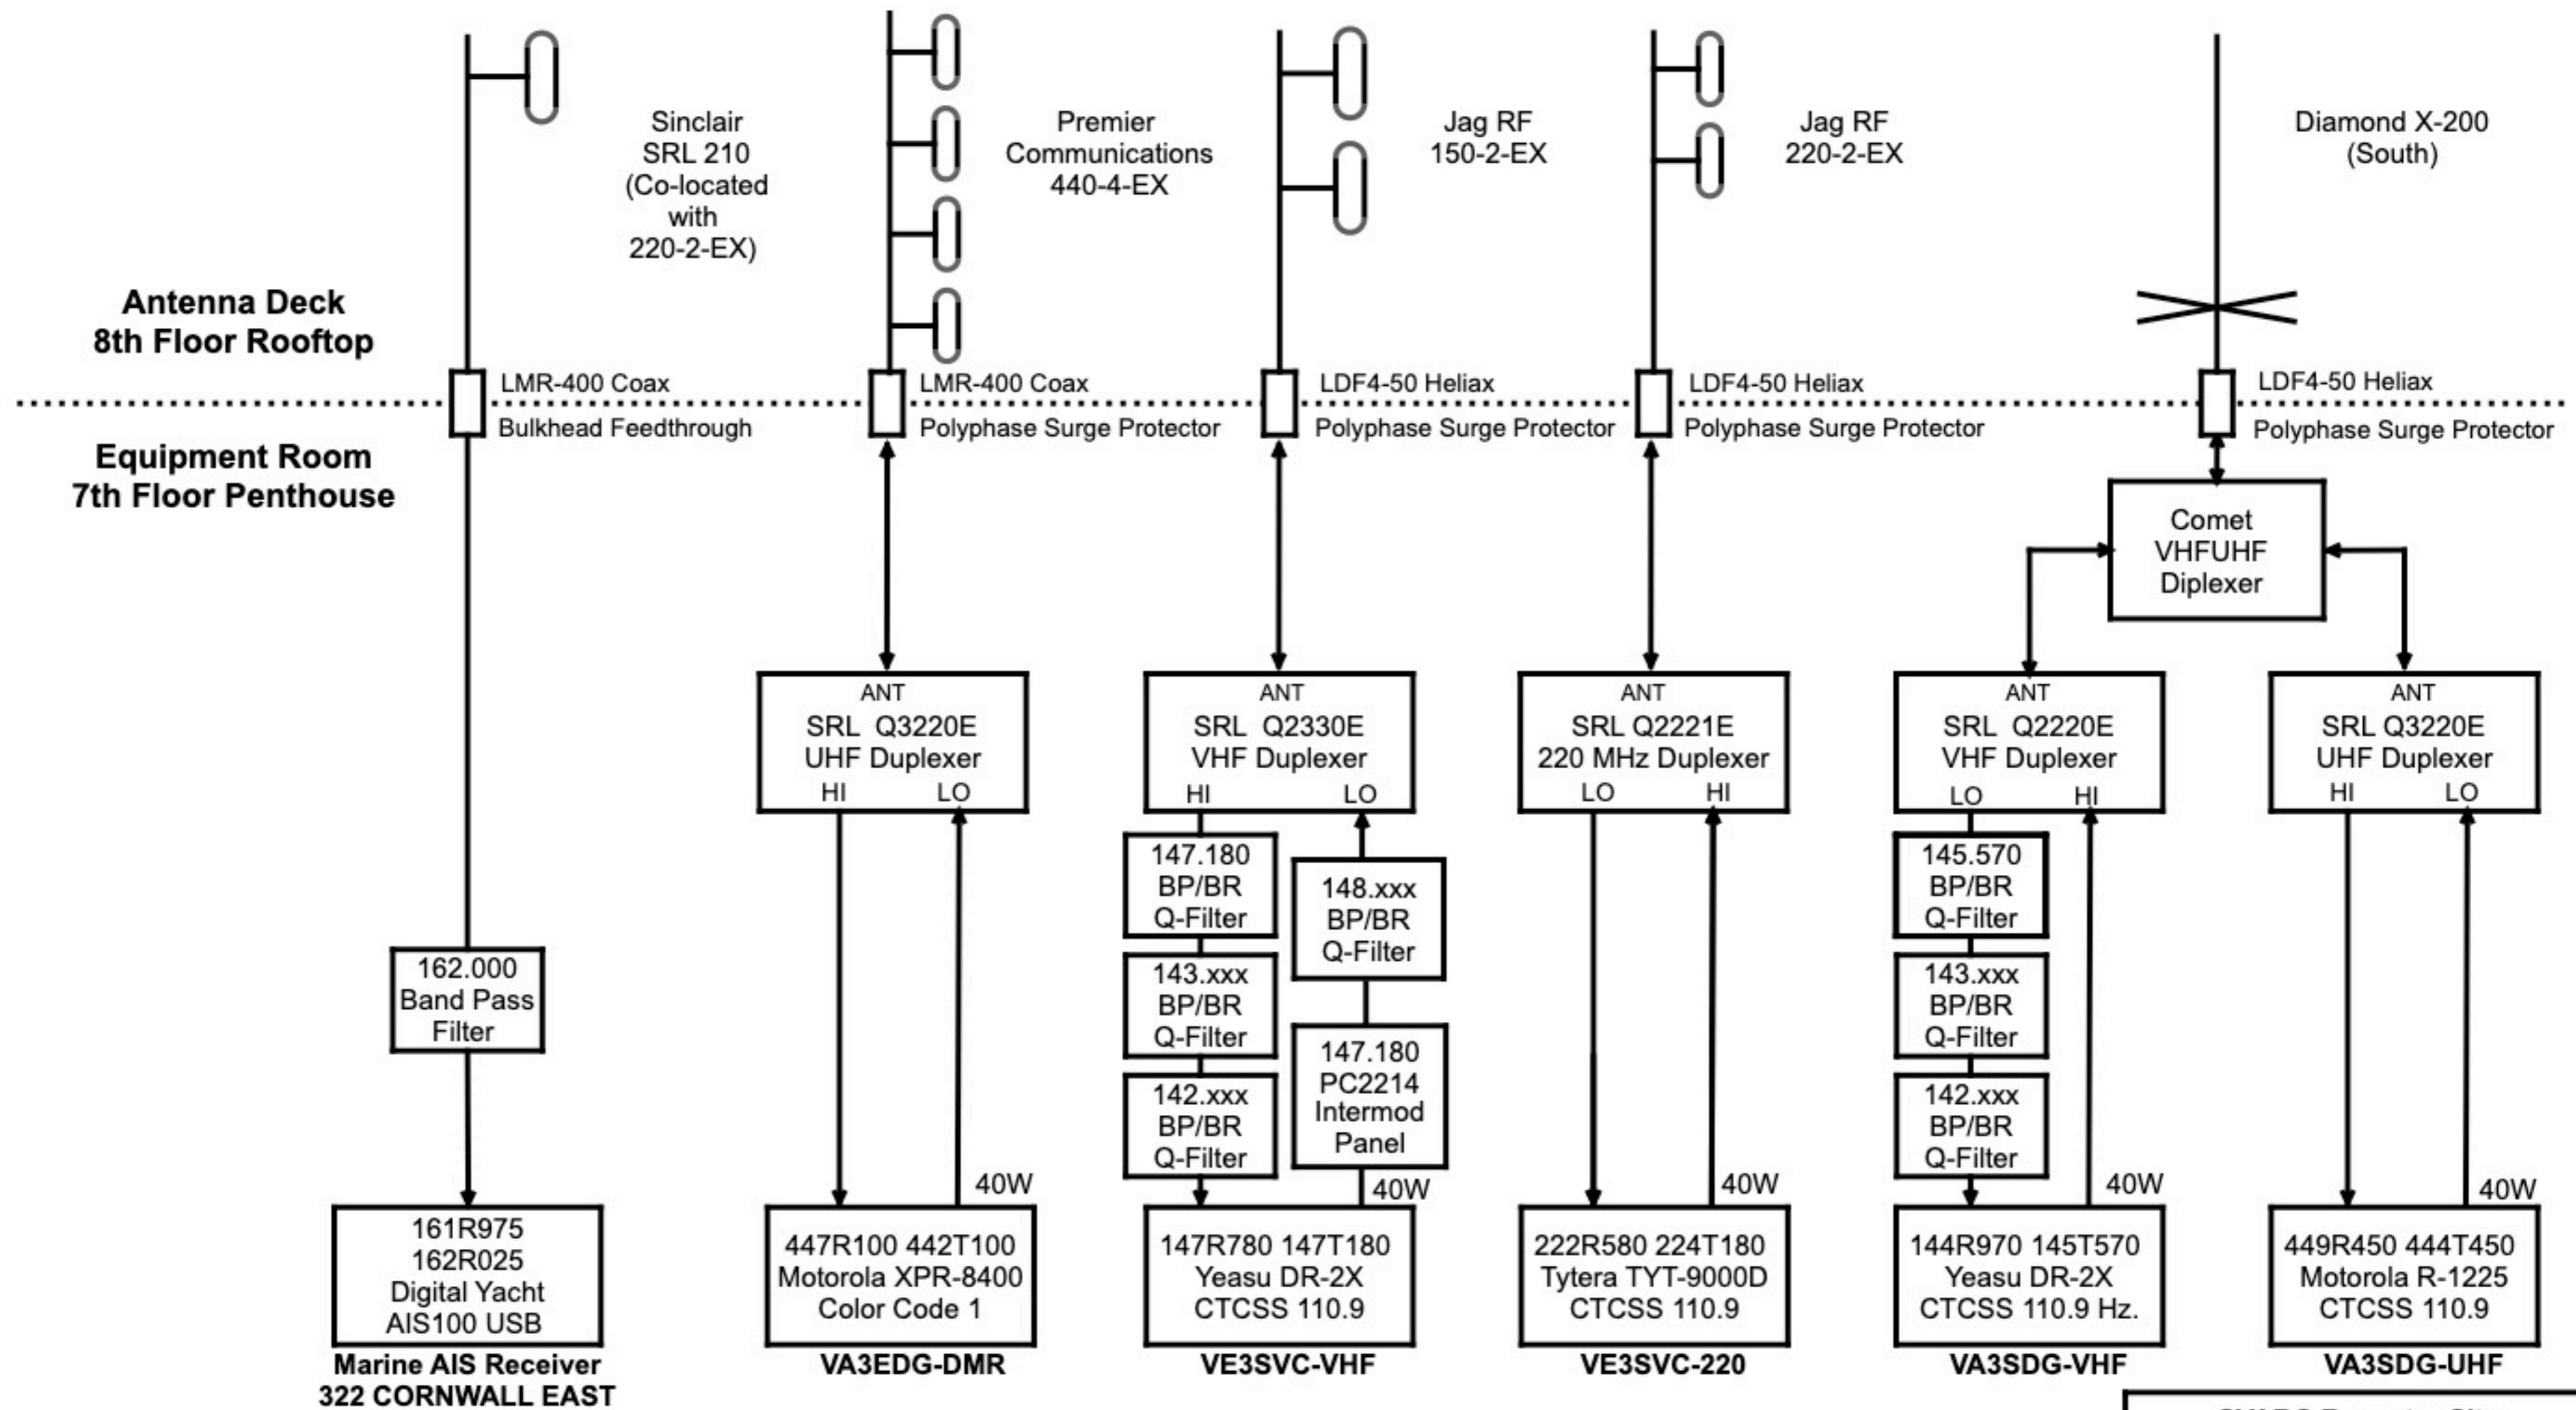 Sinclair
SRL 210
(Co-located
with
220-2-EX)
Premier
Communications
440-4-EX
Jag RF
150-2-EX
Jag RF
220-2-EX
Diamond X-200
(South)
Antenna Deck
8th Floor Rooftop
LMR-400 Coax
LMR-400 Coax
LDF4-50 Heliax
LDF4-50 Heliax
LDF4-50 Heliax
Bulkhead Feedthrough
Polyphase Surge Protector
Polyphase Surge Protector
Polyphase Surge Protector
Polyphase Surge Protector
Equipment Room
7th Floor Penthouse
Comet
VHFUHF
Diplexer
ANT
SRL Q3220E
UHF Duplexer
HI LO
ANT
SRL Q2330E
VHF Duplexer
HI LO
ANT
SRL Q2221E
220 MHz Duplexer
LO HI
ANT
SRL Q2220E
VHF Duplexer
LO HI
ANT
SRL Q3220E
UHF Duplexer
HI LO
162.000
Band Pass
Filter
147.180
BP/BR
Q-Filter
143.xxx
BP/BR
Q-Filter
142.xxx
BP/BR
Q-Filter
148.xxx
BP/BR
Q-Filter
147.180
PC2214
Intermod
Panel
145.570
BP/BR
Q-Filter
143.xxx
BP/BR
Q-Filter
142.xxx
BP/BR
Q-Filter
40W
40W
40W
40W
40W
161R975
162R025
Digital Yacht
AIS100 USB
Marine AIS Receiver
322 CORNWALL EAST
447R100 442T100
Motorola XPR-8400
Color Code 1
VA3EDG-DMR
147R780 147T180
Yeasu DR-2X
CTCSS 110.9
VE3SVC-VHF
222R580 224T180
Tytera TYT-9000D
CTCSS 110.9
VE3SVC-220
144R970 145T570
Yeasu DR-2X
CTCSS 110.9 Hz.
VA3SDG-VHF
449R450 444T450
Motorola R-1225
CTCSS 110.9
VA3SDG-UHF